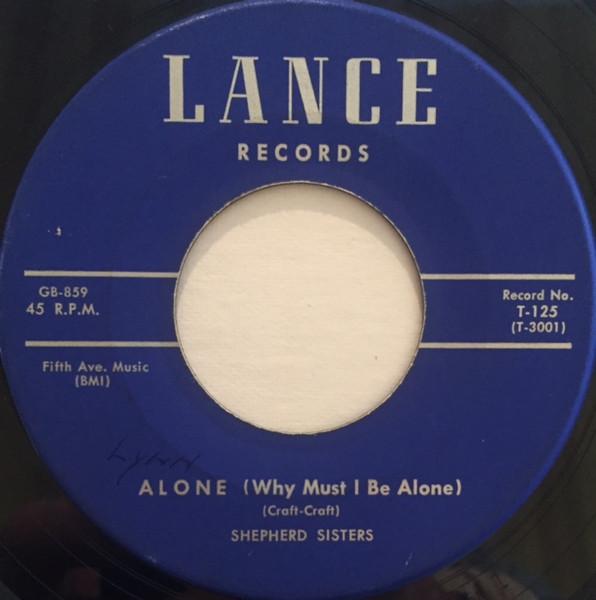 LANCE
RECORDS
GB-859
45 R.P.M.
Record No.
T-125
(T-3001)
Fifth Ave. Music
(BMI)
Lynn
ALONE (Why Must I Be Alone)
(Craft-Craft)
SHEPHERD SISTERS